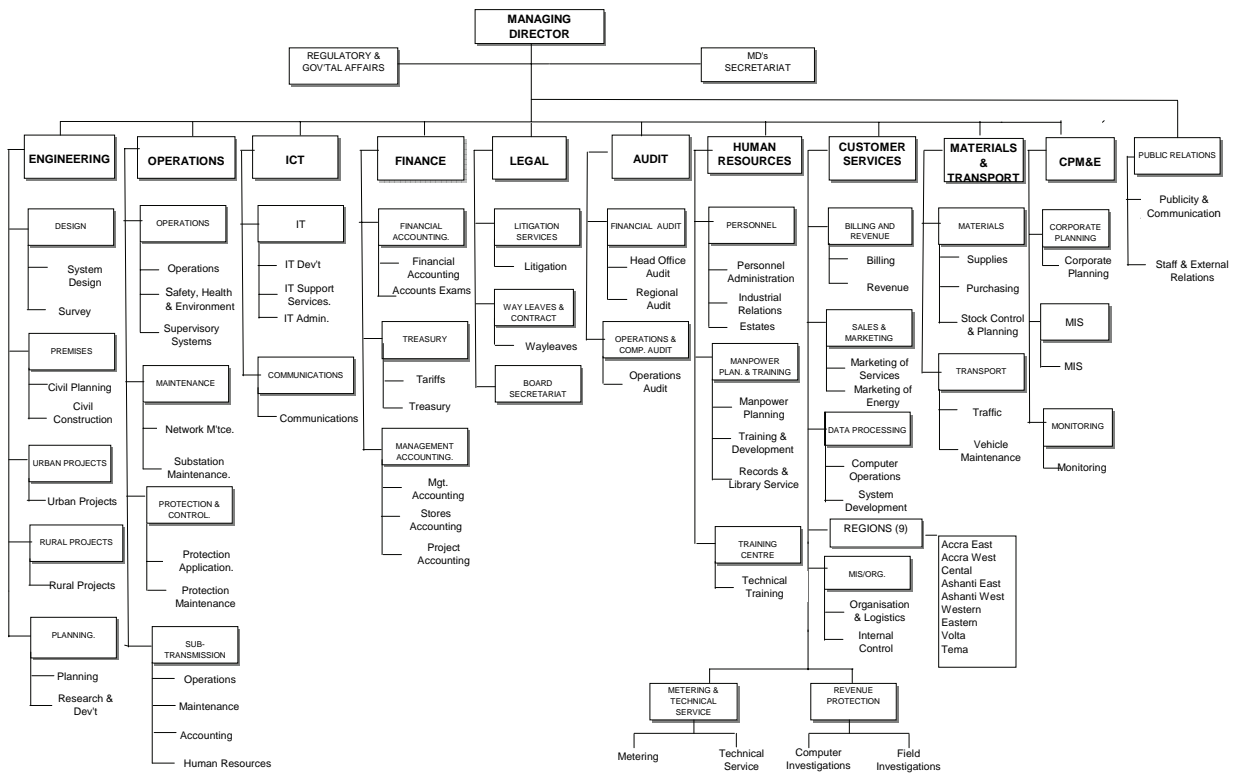 MANAGING
DIRECTOR
REGULATORY &
GOV'TAL AFFAIRS
MD's
SECRETARIAT
ENGINEERING
OPERATIONS
ICT
FINANCE
LEGAL
AUDIT
HUMAN
RESOURCES
CUSTOMER
SERVICES
MATERIALS
&
TRANSPORT
CPM&E
PUBLIC RELATIONS
DESIGN
System
Design
Survey
PREMISES
Civil Planning
Civil
Construction
URBAN PROJECTS
Urban Projects
RURAL PROJECTS
Rural Projects
PLANNING.
Planning
Research &
Dev't
OPERATIONS
Operations
Safety, Health
& Environment
Supervisory
Systems
MAINTENANCE
Network M'tce.
Substation
Maintenance.
PROTECTION &
CONTROL.
Protection
Application.
Protection
Maintenance
SUB-
TRANSMISSION
Operations
Maintenance
Accounting
Human Resources
IT
IT Dev't
IT Support
Services.
IT Admin.
COMMUNICATIONS
Communications
FINANCIAL
ACCOUNTING.
Financial
Accounting
Accounts Exams
TREASURY
Tariffs
Treasury
MANAGEMENT
ACCOUNTING.
Mgt.
Accounting
Stores
Accounting
Project
Accounting
LITIGATION
SERVICES
Litigation
WAY LEAVES &
CONTRACT
Wayleaves
BOARD
SECRETARIAT
FINANCIAL AUDIT
Head Office
Audit
Regional
Audit
OPERATIONS &
COMP. AUDIT
Operations
Audit
PERSONNEL
Personnel
Administration
Industrial
Relations
Estates
MANPOWER
PLAN. & TRAINING
Manpower
Planning
Training &
Development
Records &
Library Service
TRAINING
CENTRE
Technical
Training
BILLING AND
REVENUE
Billing
Revenue
SALES &
MARKETING
Marketing of
Services
Marketing of
Energy
DATA PROCESSING
Computer
Operations
System
Development
REGIONS (9)
Accra East
Accra West
Cental
Ashanti East
Ashanti West
Western
Eastern
Volta
Tema
MIS/ORG.
Organisation
& Logistics
Internal
Control
METERING &
TECHNICAL
SERVICE
Metering
Technical
Service
REVENUE
PROTECTION
Computer
Investigations
Field
Investigations
MATERIALS
Supplies
Purchasing
Stock Control
& Planning
TRANSPORT
Traffic
Vehicle
Maintenance
CORPORATE
PLANNING
Corporate
Planning
MIS
MIS
MONITORING
Monitoring
Publicity &
Communication
Staff & External
Relations